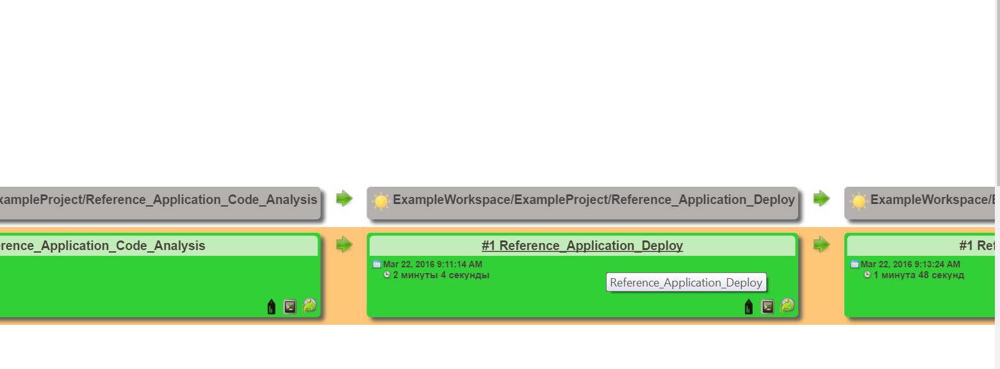 xampleProject/Reference_Application_Code_Analysis
ExampleWorkspace/ExampleProject/Reference_Application_Deploy
ExampleWorkspace/
rence_Application_Code_Analysis
#1 Reference_Application_Deploy
#1 Ref
Mar 22, 2016 9:11:14 AM
2 минуты 4 секунды
Reference_Application_Deploy
Mar 22, 2016 9:13:24 AM
1 минута 48 секунд